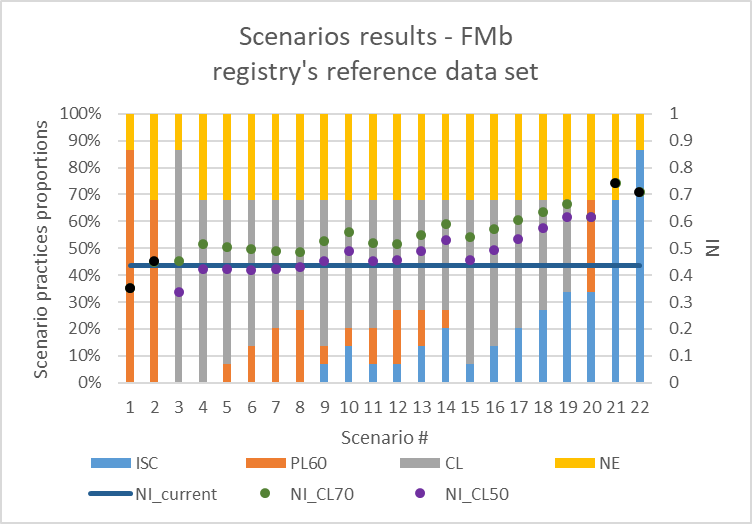 Scenarios results - FMb
registry's reference data set
Scenario practices proportions
100%
90%
80%
70%
60%
50%
40%
30%
20%
10%
0%
1
0.9
0.8
0.7
0.6
0.5
0.4
0.3
0.2
0.1
0
NI
1 2 3 4 5 6 7 8 9 10 11 12 13 14 15 16 17 18 19 20 21 22
Scenario #
ISC PL60 CL NE
NI_current NI_CL70 NI_CL50